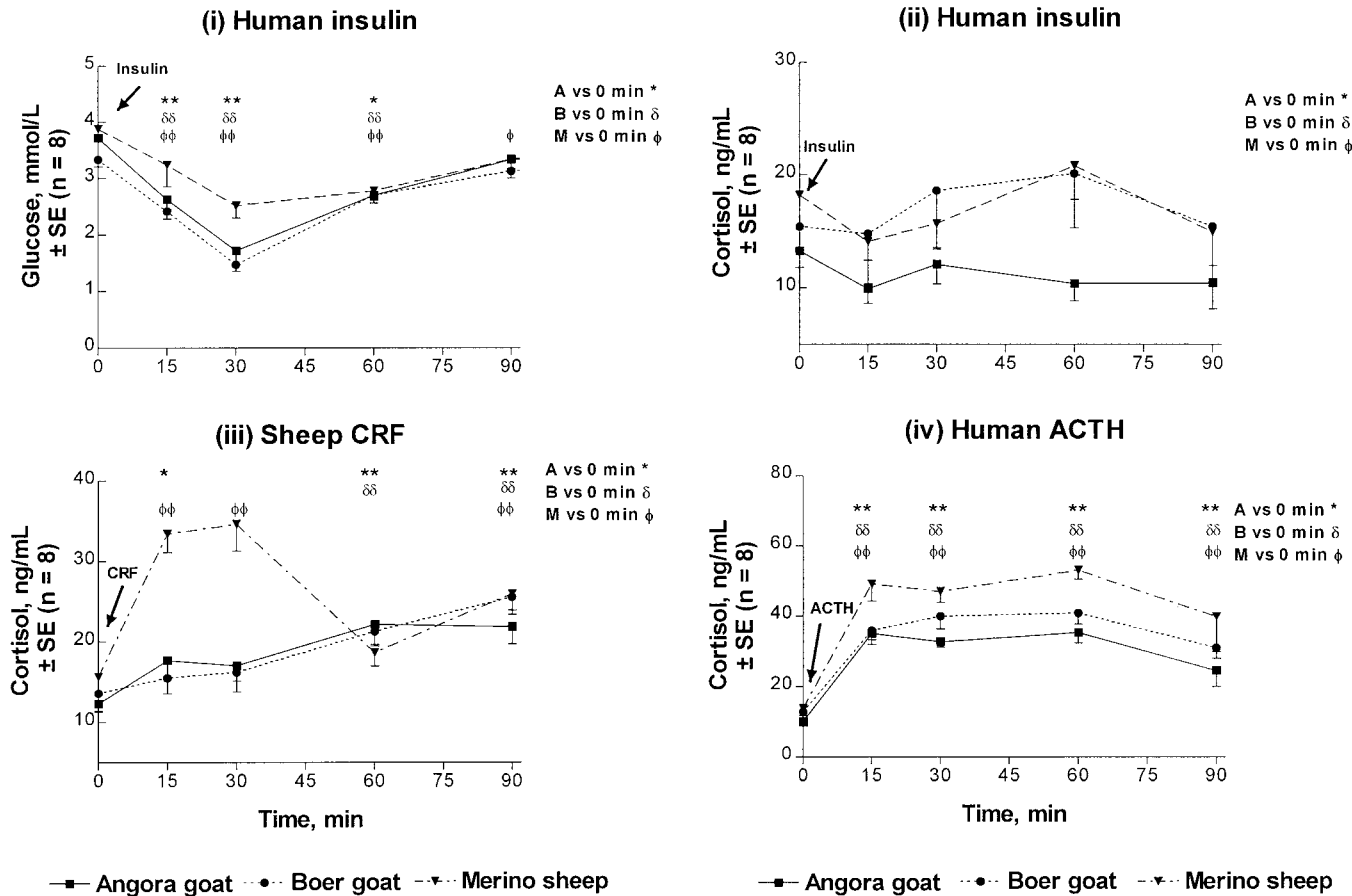 (i) Human insulin
Glucose, mmol/L
± SE (n = 8)
5
4
3
2
1
0
Insulin
** ** *
δδ δδ δδ
ϕϕ ϕϕ ϕϕ ϕ
A vs 0 min *
B vs 0 min δ
M vs 0 min ϕ
0 15 30 45 60 75 90
(ii) Human insulin
Cortisol, ng/mL
± SE (n = 8)
30
20
10
Insulin
A vs 0 min *
B vs 0 min δ
M vs 0 min ϕ
0 15 30 45 60 75 90
(iii) Sheep CRF
Cortisol, ng/mL
± SE (n = 8)
40
30
20
10
CRF
* ** **
δδ δδ
ϕϕ ϕϕ ϕϕ
A vs 0 min *
B vs 0 min δ
M vs 0 min ϕ
0 15 30 45 60 75 90
Time, min
(iv) Human ACTH
Cortisol, ng/mL
± SE (n = 8)
80
60
40
20
0
ACTH
** ** ** **
δδ δδ δδ δδ
ϕϕ ϕϕ ϕϕ ϕϕ
A vs 0 min *
B vs 0 min δ
M vs 0 min ϕ
0 15 30 45 60 75 90
Time, min
Angora goat Boer goat Merino sheep
Angora goat Boer goat Merino sheep